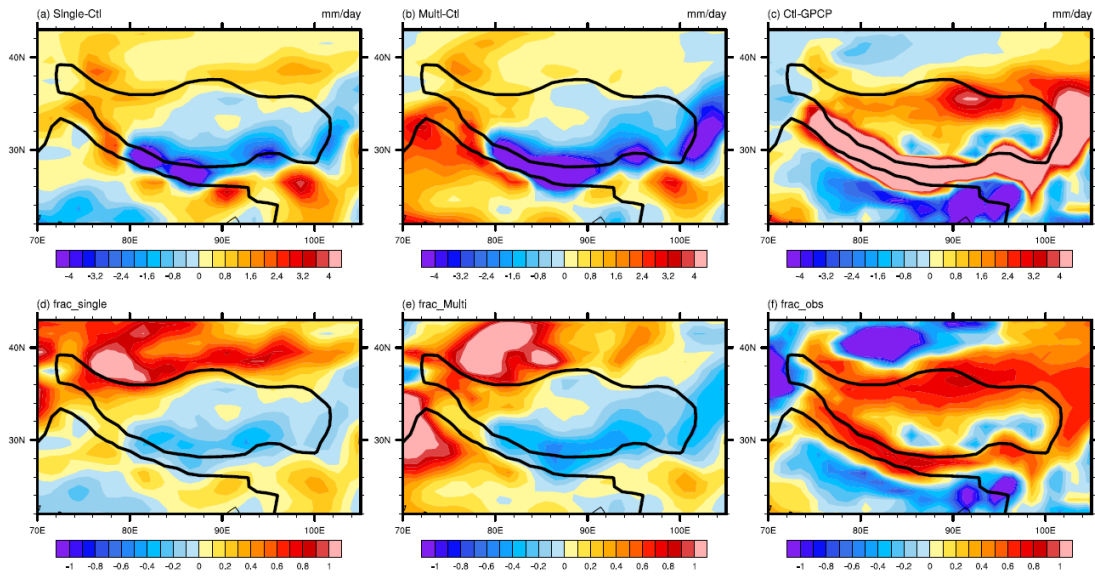 (a) Single-Ctl mm/day
(b) Multi-Ctl mm/day
(c) Ctl-GPCP mm/day
40N
30N
70E 80E 90E 100E
70E 80E 90E 100E
70E 80E 90E 100E
-4 -3.2 -2.4 -1.6 -0.8 0 0.8 1.6 2.4 3.2 4
-4 -3.2 -2.4 -1.6 -0.8 0 0.8 1.6 2.4 3.2 4
-4 -3.2 -2.4 -1.6 -0.8 0 0.8 1.6 2.4 3.2 4
(d) frac_single
(e) frac_Multi
(f) frac_obs
40N
40N
40N
30N
30N
30N
70E 80E 90E 100E
70E 80E 90E 100E
70E 80E 90E 100E
-1 -0.8 -0.6 -0.4 -0.2 0 0.2 0.4 0.6 0.8 1
-1 -0.8 -0.6 -0.4 -0.2 0 0.2 0.4 0.6 0.8 1
-1 -0.8 -0.6 -0.4 -0.2 0 0.2 0.4 0.6 0.8 1